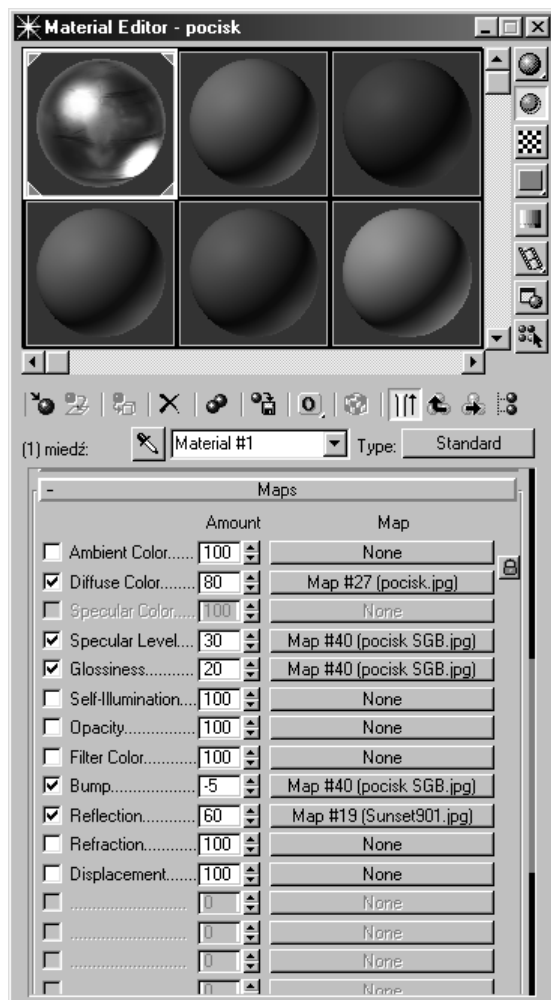 Material Editor - pocisk
(1) miedź: Material #1 Type: Standard
- Maps
Amount Map
Ambient Color...... 100 None
Diffuse Color........ 80 Map #27 (pocisk.jpg)
Specular Color..... 100 None
Specular Level.... 30 Map #40 (pocisk SGB.jpg)
Glossiness........... 20 Map #40 (pocisk SGB.jpg)
Self-Illumination.... 100 None
Opacity................. 100 None
Filter Color............ 100 None
Bump.................... -5 Map #40 (pocisk SGB.jpg)
Reflection............ 60 Map #19 (Sunset901.jpg)
Refraction............ 100 None
Displacement....... 100 None
........................... 0 None
........................... 0 None
........................... 0 None
0 None